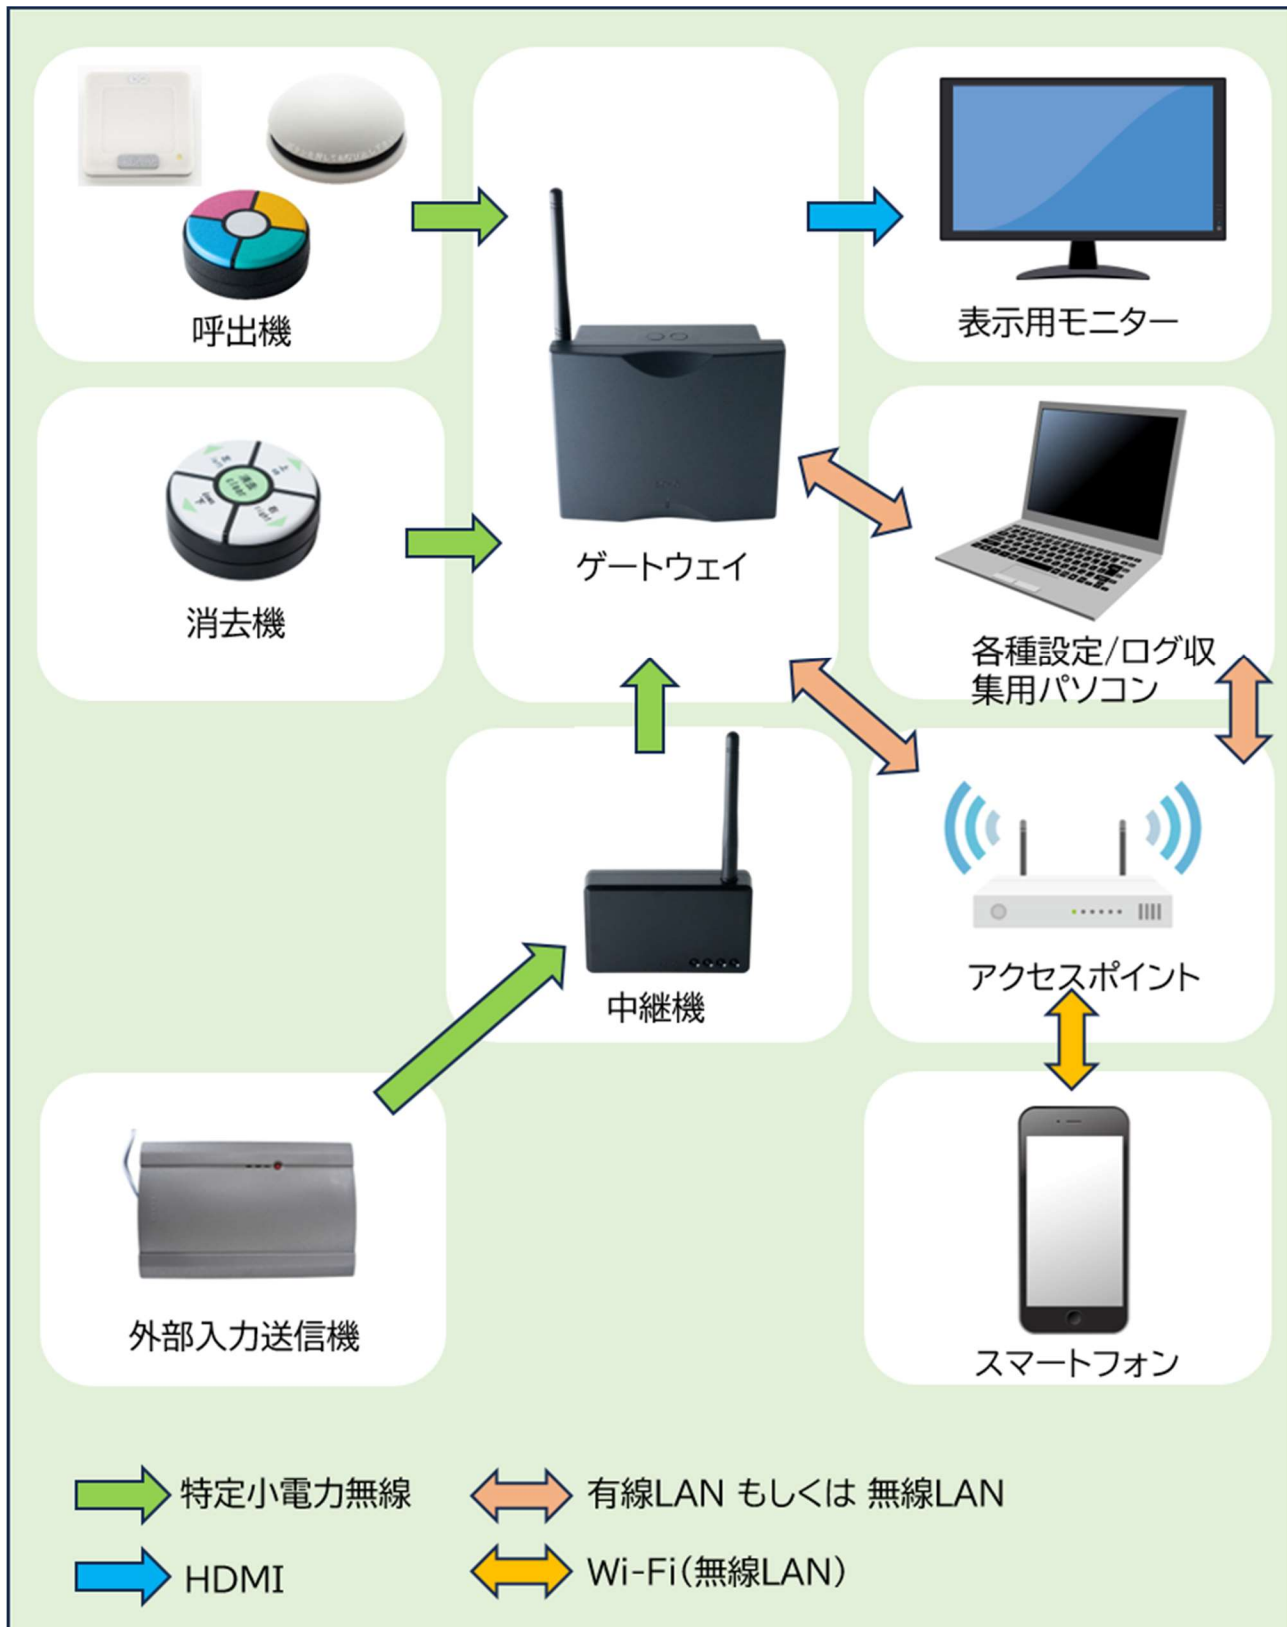 呼出機
表示用モニター
ゲートウェイ
消去
clear
消去機
各種設定/ログ収
集用パソコン
アクセスポイント
中継機
外部入力送信機
スマートフォン
特定小電力無線
有線LAN もしくは 無線LAN
HDMI
Wi-Fi(無線LAN)